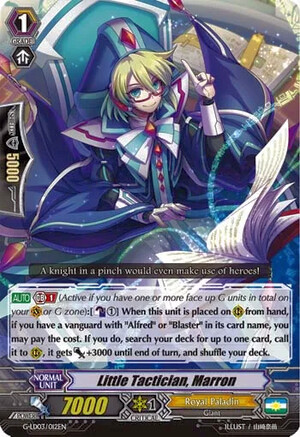 1
GRADE
SHIELD
5000
A knight in a pinch would even make use of heroes!
AUTO GB 1 (Active if you have one or more face up G units in total on
your or G zone):[1] When this unit is placed on from hand,
if you have a vanguard with "Alfred" or "Blaster" in its card name, you
may pay the cost. If you do, search your deck for up to one card, call
it to , it gets +3000 until end of turn, and shuffle your deck.
NORMAL
UNIT
Little Tactician, Marron
POWER
7000
1
CRITICAL
Royal Paladin
Giant
G-LD03/012EN
ILLUST / 山崎奈苗